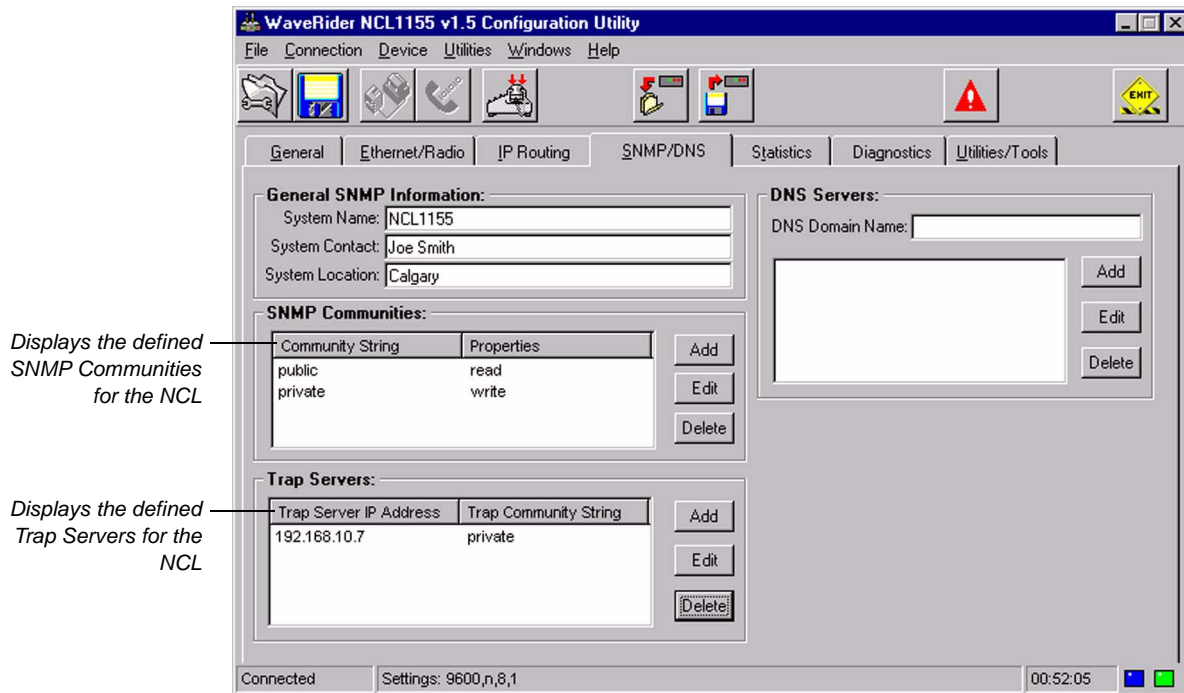 WaveRider NCL1155 v1.5 Configuration Utility
File Connection Device Utilities Windows Help
EXIT
General Ethernet/Radio IP Routing SNMP/DNS Statistics Diagnostics Utilities/Tools
General SNMP Information:
System Name: NCL1155
System Contact: Joe Smith
System Location: Calgary
DNS Servers:
DNS Domain Name:
Add
Edit
Delete
Displays the defined
SNMP Communities
for the NCL
SNMP Communities:
Community String Properties
public read
private write
Add
Edit
Delete
Displays the defined
Trap Servers for the
NCL
Trap Servers:
Trap Server IP Address Trap Community String
192.168.10.7 private
Add
Edit
Delete
Connected Settings: 9600,n,8,1 00:52:05